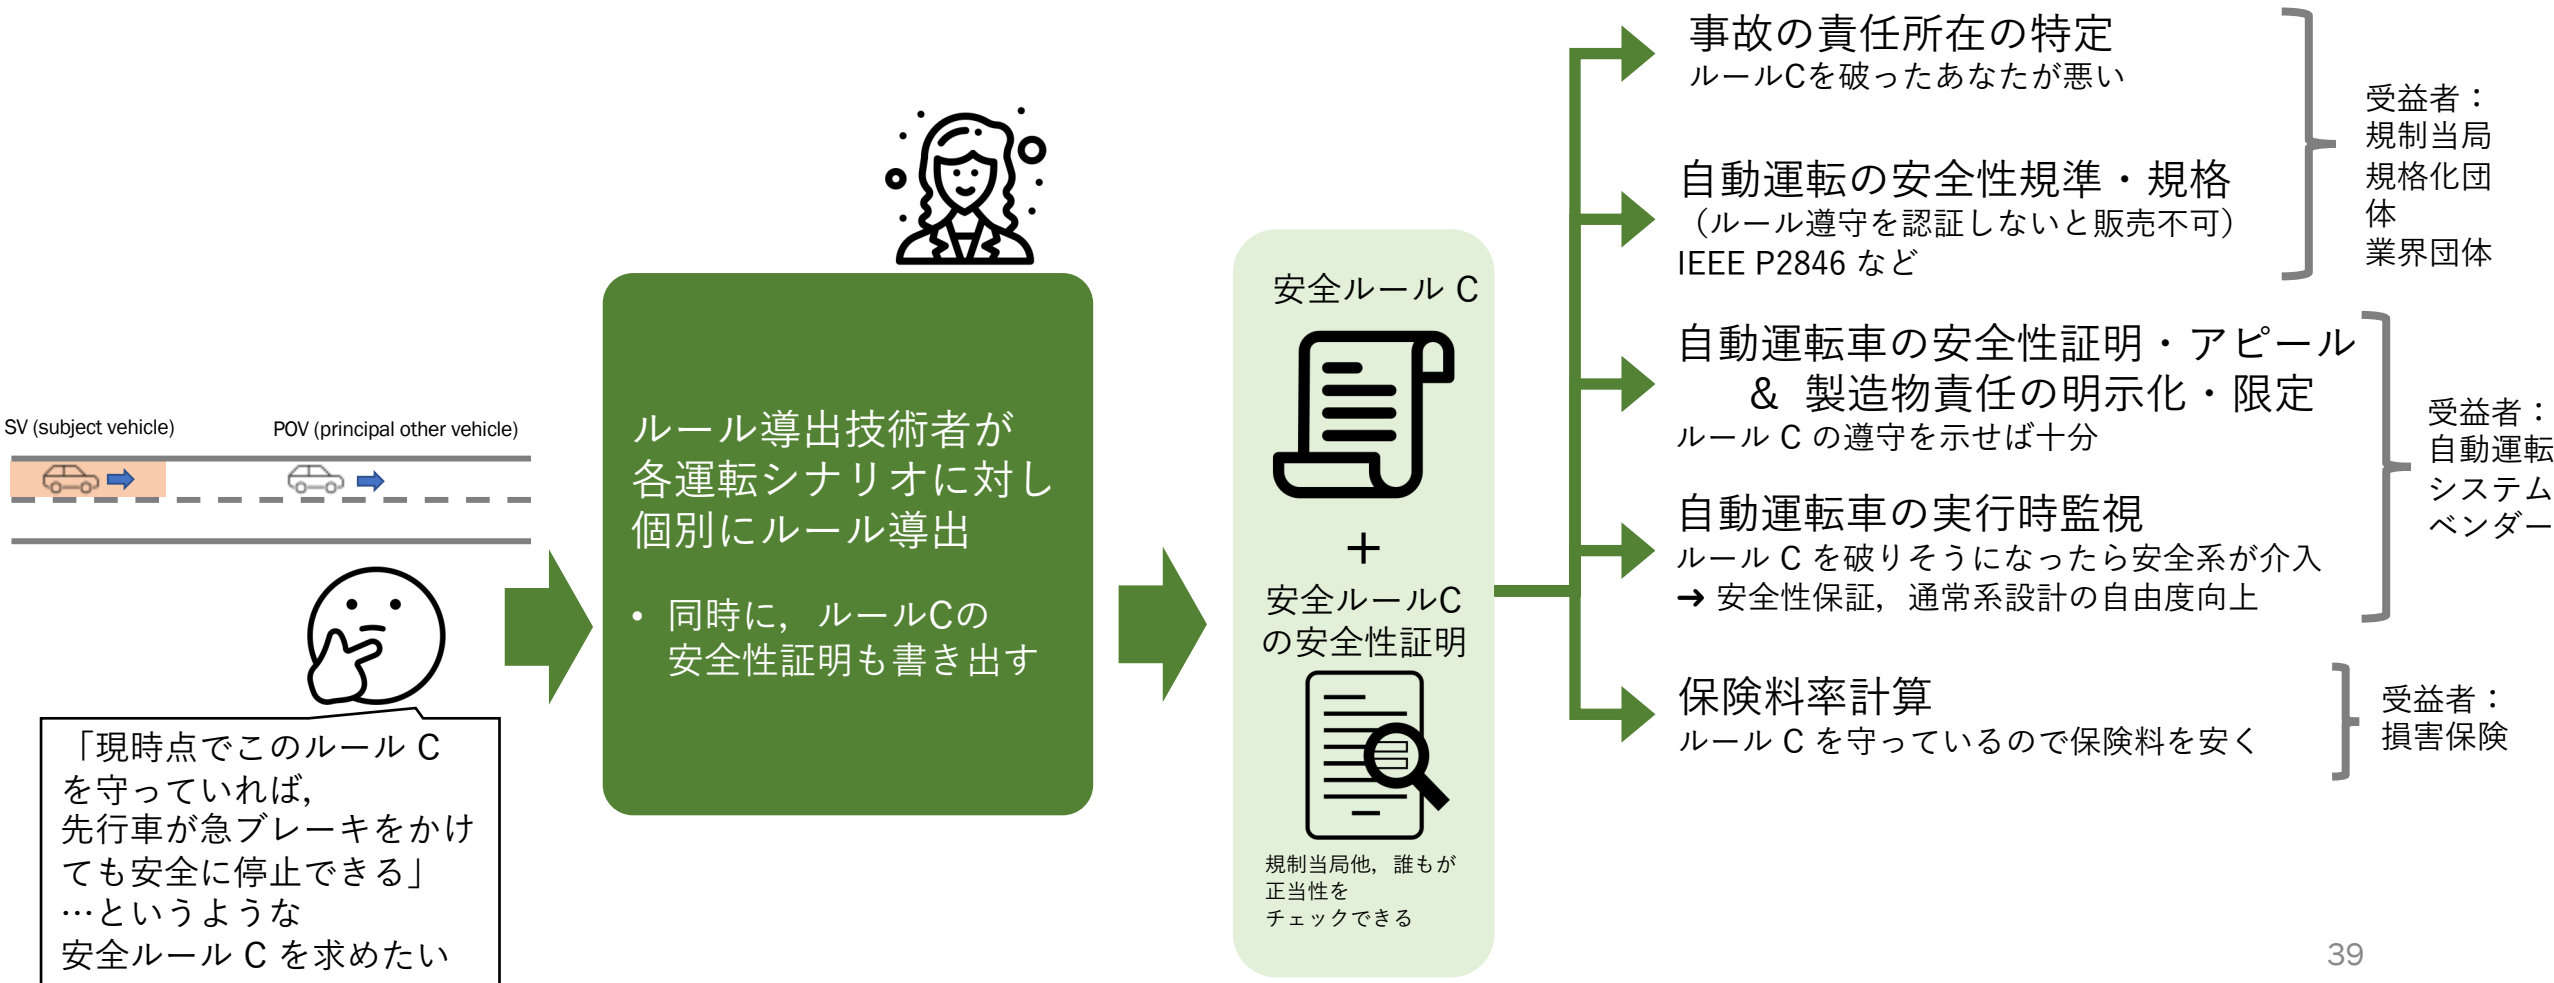 SV (subject vehicle)
POV (principal other vehicle)
「現時点でこのルール C
を守っていれば,
先行車が急ブレーキをかけ
ても安全に停止できる」
…というような
安全ルール C を求めたい
ルール導出技術者が
各運転シナリオに対し
個別にルール導出
• 同時に，ルールCの
安全性証明も書き出す
安全ルール C
+
安全ルールC
の安全性証明
規制当局他，誰もが
正当性を
チェックできる
事故の責任所在の特定
ルールCを破ったあなたが悪い
自動運転の安全性規準・規格
（ルール遵守を認証しないと販売不可）
IEEE P2846 など
受益者：
規制当局
規格化団
体
業界団体
自動運転車の安全性証明・アピール
& 製造物責任の明示化・限定
ルール C の遵守を示せば十分
自動運転車の実行時監視
ルール C を破りそうになったら安全系が介入
➔ 安全性保証，通常系設計の自由度向上
受益者：
自動運転
システム
ベンダー
保険料率計算
ルール C を守っているので保険料を安く
受益者：
損害保険
39